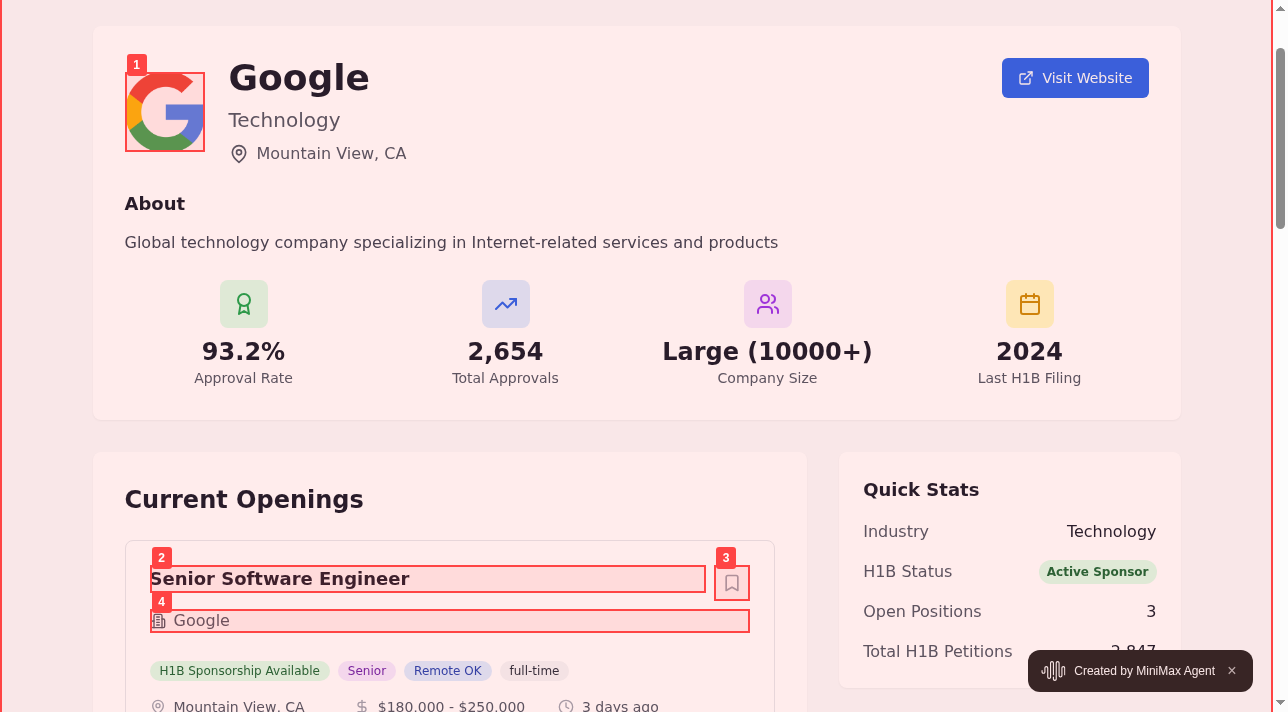 1
Google
Visit Website
Technology
Mountain View, CA
About
Global technology company specializing in Internet-related services and products
93.2%
Approval Rate
2,654
Total Approvals
Large (10000+)
Company Size
2024
Last H1B Filing
Current Openings
2
3
Senior Software Engineer
4
Google
H1B Sponsorship Available
Senior
Remote OK
full-time
Mountain View, CA
$180,000 - $250,000
3 days ago
Quick Stats
Industry
Technology
H1B Status
Active Sponsor
Open Positions
3
Total H1B Petitions
2,847
Created by MiniMax Agent ×